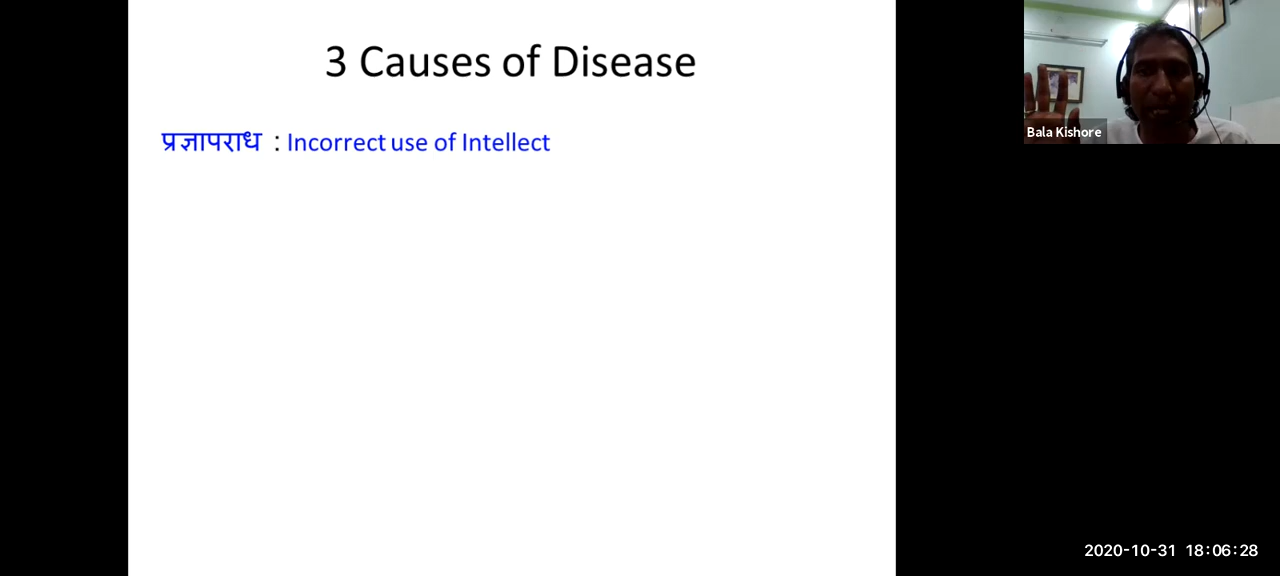 3 Causes of Disease
प्रज्ञापराध : Incorrect use of Intellect
Bala Kishore
2020-10-31 18:06:28